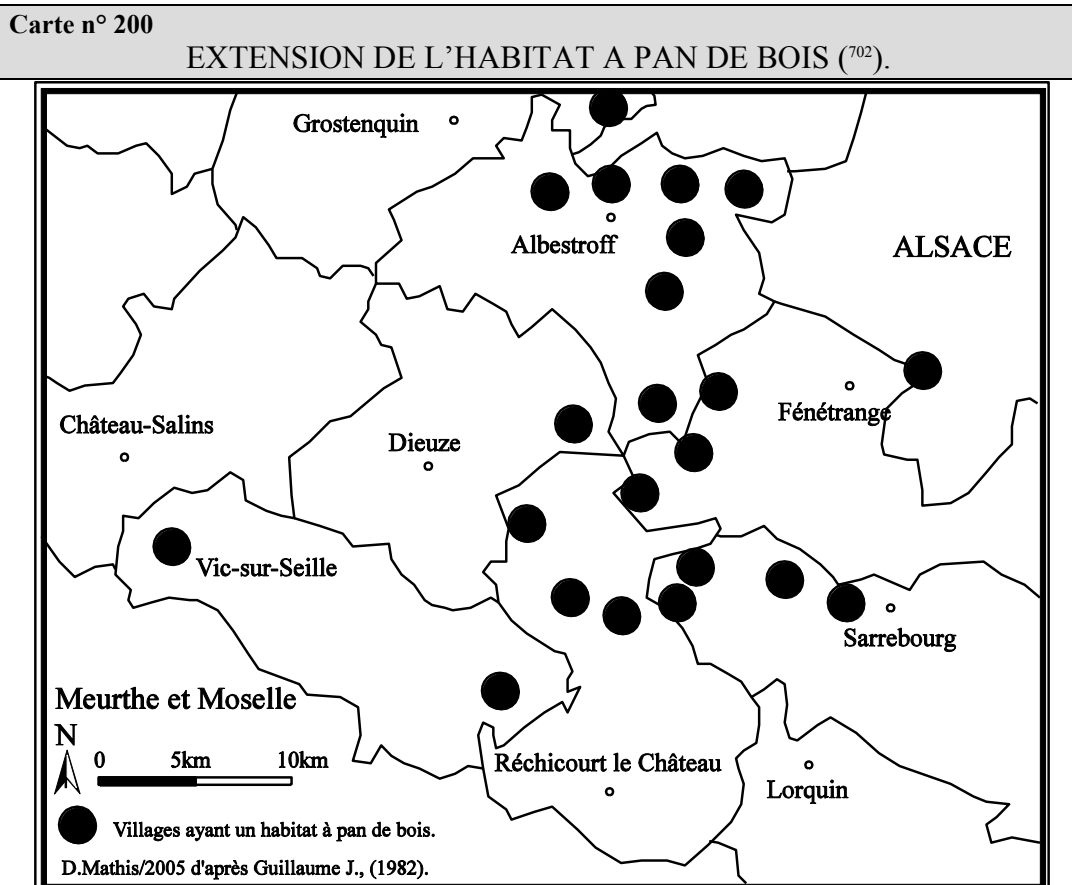 Carte n° 200
EXTENSION DE L'HABITAT A PAN DE BOIS (702).
Grostenquin
Albestroff
ALSACE
Château-Salins
Dieuze
Fénétrange
Vic-sur-Seille
Sarrebourg
Meurthe et Moselle
N
0 5km 10km
Réchicourt le Château
Lorquin
Villages ayant un habitat à pan de bois.
D.Mathis/2005 d'après Guillaume J., (1982).